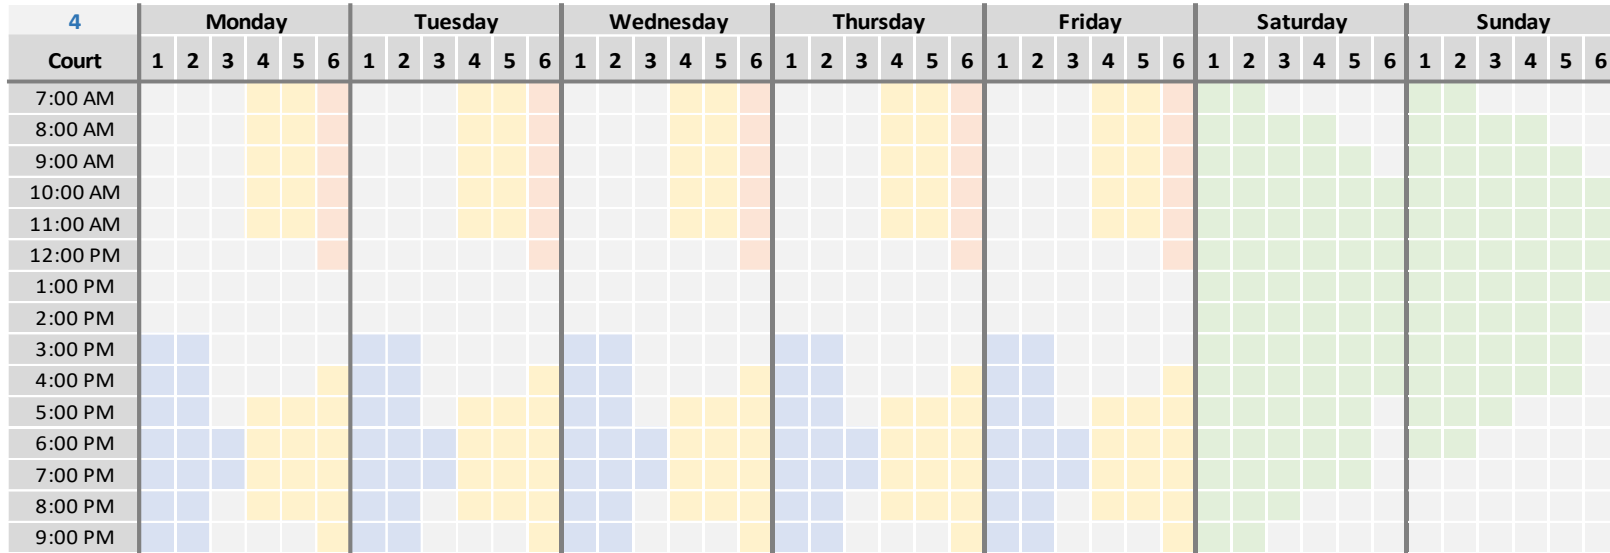 4 Monday Tuesday Wednesday Thursday Friday Saturday Sunday
Court 1 2 3 4 5 6 1 2 3 4 5 6 1 2 3 4 5 6 1 2 3 4 5 6 1 2 3 4 5 6 1 2 3 4 5 6 1 2 3 4 5 6
7:00 AM
8:00 AM
9:00 AM
10:00 AM
11:00 AM
12:00 PM
1:00 PM
2:00 PM
3:00 PM
4:00 PM
5:00 PM
6:00 PM
7:00 PM
8:00 PM
9:00 PM